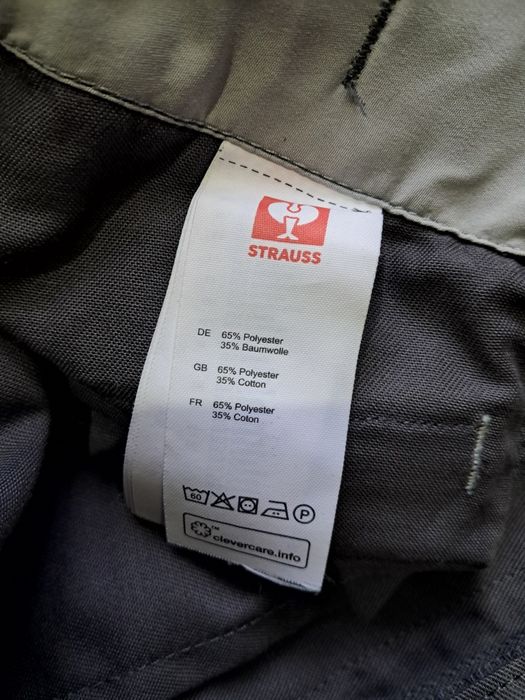 STRAUSS
DE 65% Polyester
35% Baumwolle
GB 65% Polyester
35% Cotton
FR 65% Polyester
35% Coton
60 P
™
clevercare.info